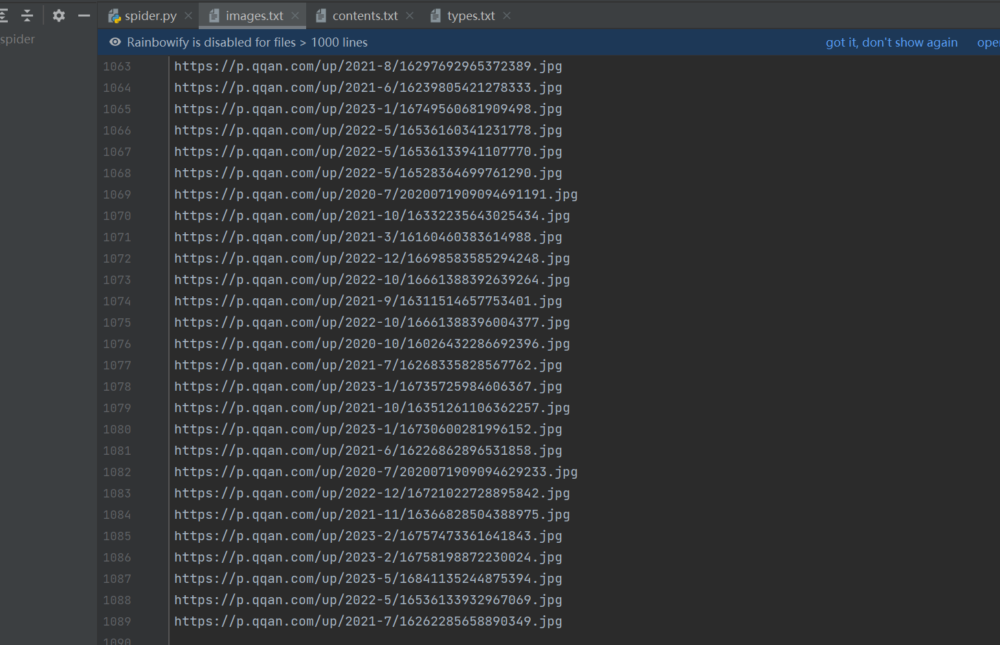 spider.py images.txt contents.txt types.txt
spider
Rainbowify is disabled for files > 1000 lines got it, don't show again
1063 https://p.qqan.com/up/2021-8/16297692965372389.jpg
1064 https://p.qqan.com/up/2021-6/16239805421278333.jpg
1065 https://p.qqan.com/up/2023-1/16749560681909498.jpg
1066 https://p.qqan.com/up/2022-5/16536160341231778.jpg
1067 https://p.qqan.com/up/2022-5/16536133941107770.jpg
1068 https://p.qqan.com/up/2022-5/16528364699761290.jpg
1069 https://p.qqan.com/up/2020-7/2020071909094691191.jpg
1070 https://p.qqan.com/up/2021-10/16332235643025434.jpg
1071 https://p.qqan.com/up/2021-3/16160460383614988.jpg
1072 https://p.qqan.com/up/2022-12/16698583585294248.jpg
1073 https://p.qqan.com/up/2022-10/16661388392639264.jpg
1074 https://p.qqan.com/up/2021-9/16311514657753401.jpg
1075 https://p.qqan.com/up/2022-10/16661388396004377.jpg
1076 https://p.qqan.com/up/2020-10/16026432286692396.jpg
1077 https://p.qqan.com/up/2021-7/16268335828567762.jpg
1078 https://p.qqan.com/up/2023-1/16735725984606367.jpg
1079 https://p.qqan.com/up/2021-10/16351261106362257.jpg
1080 https://p.qqan.com/up/2023-1/16730600281996152.jpg
1081 https://p.qqan.com/up/2021-6/16226862896531858.jpg
1082 https://p.qqan.com/up/2020-7/2020071909094629233.jpg
1083 https://p.qqan.com/up/2022-12/16721022728895842.jpg
1084 https://p.qqan.com/up/2021-11/16366828504388975.jpg
1085 https://p.qqan.com/up/2023-2/16757473361641843.jpg
1086 https://p.qqan.com/up/2023-2/16758198872230024.jpg
1087 https://p.qqan.com/up/2023-5/16841135244875394.jpg
1088 https://p.qqan.com/up/2022-5/16536133932967069.jpg
1089 https://p.qqan.com/up/2021-7/16262285658890349.jpg
1090